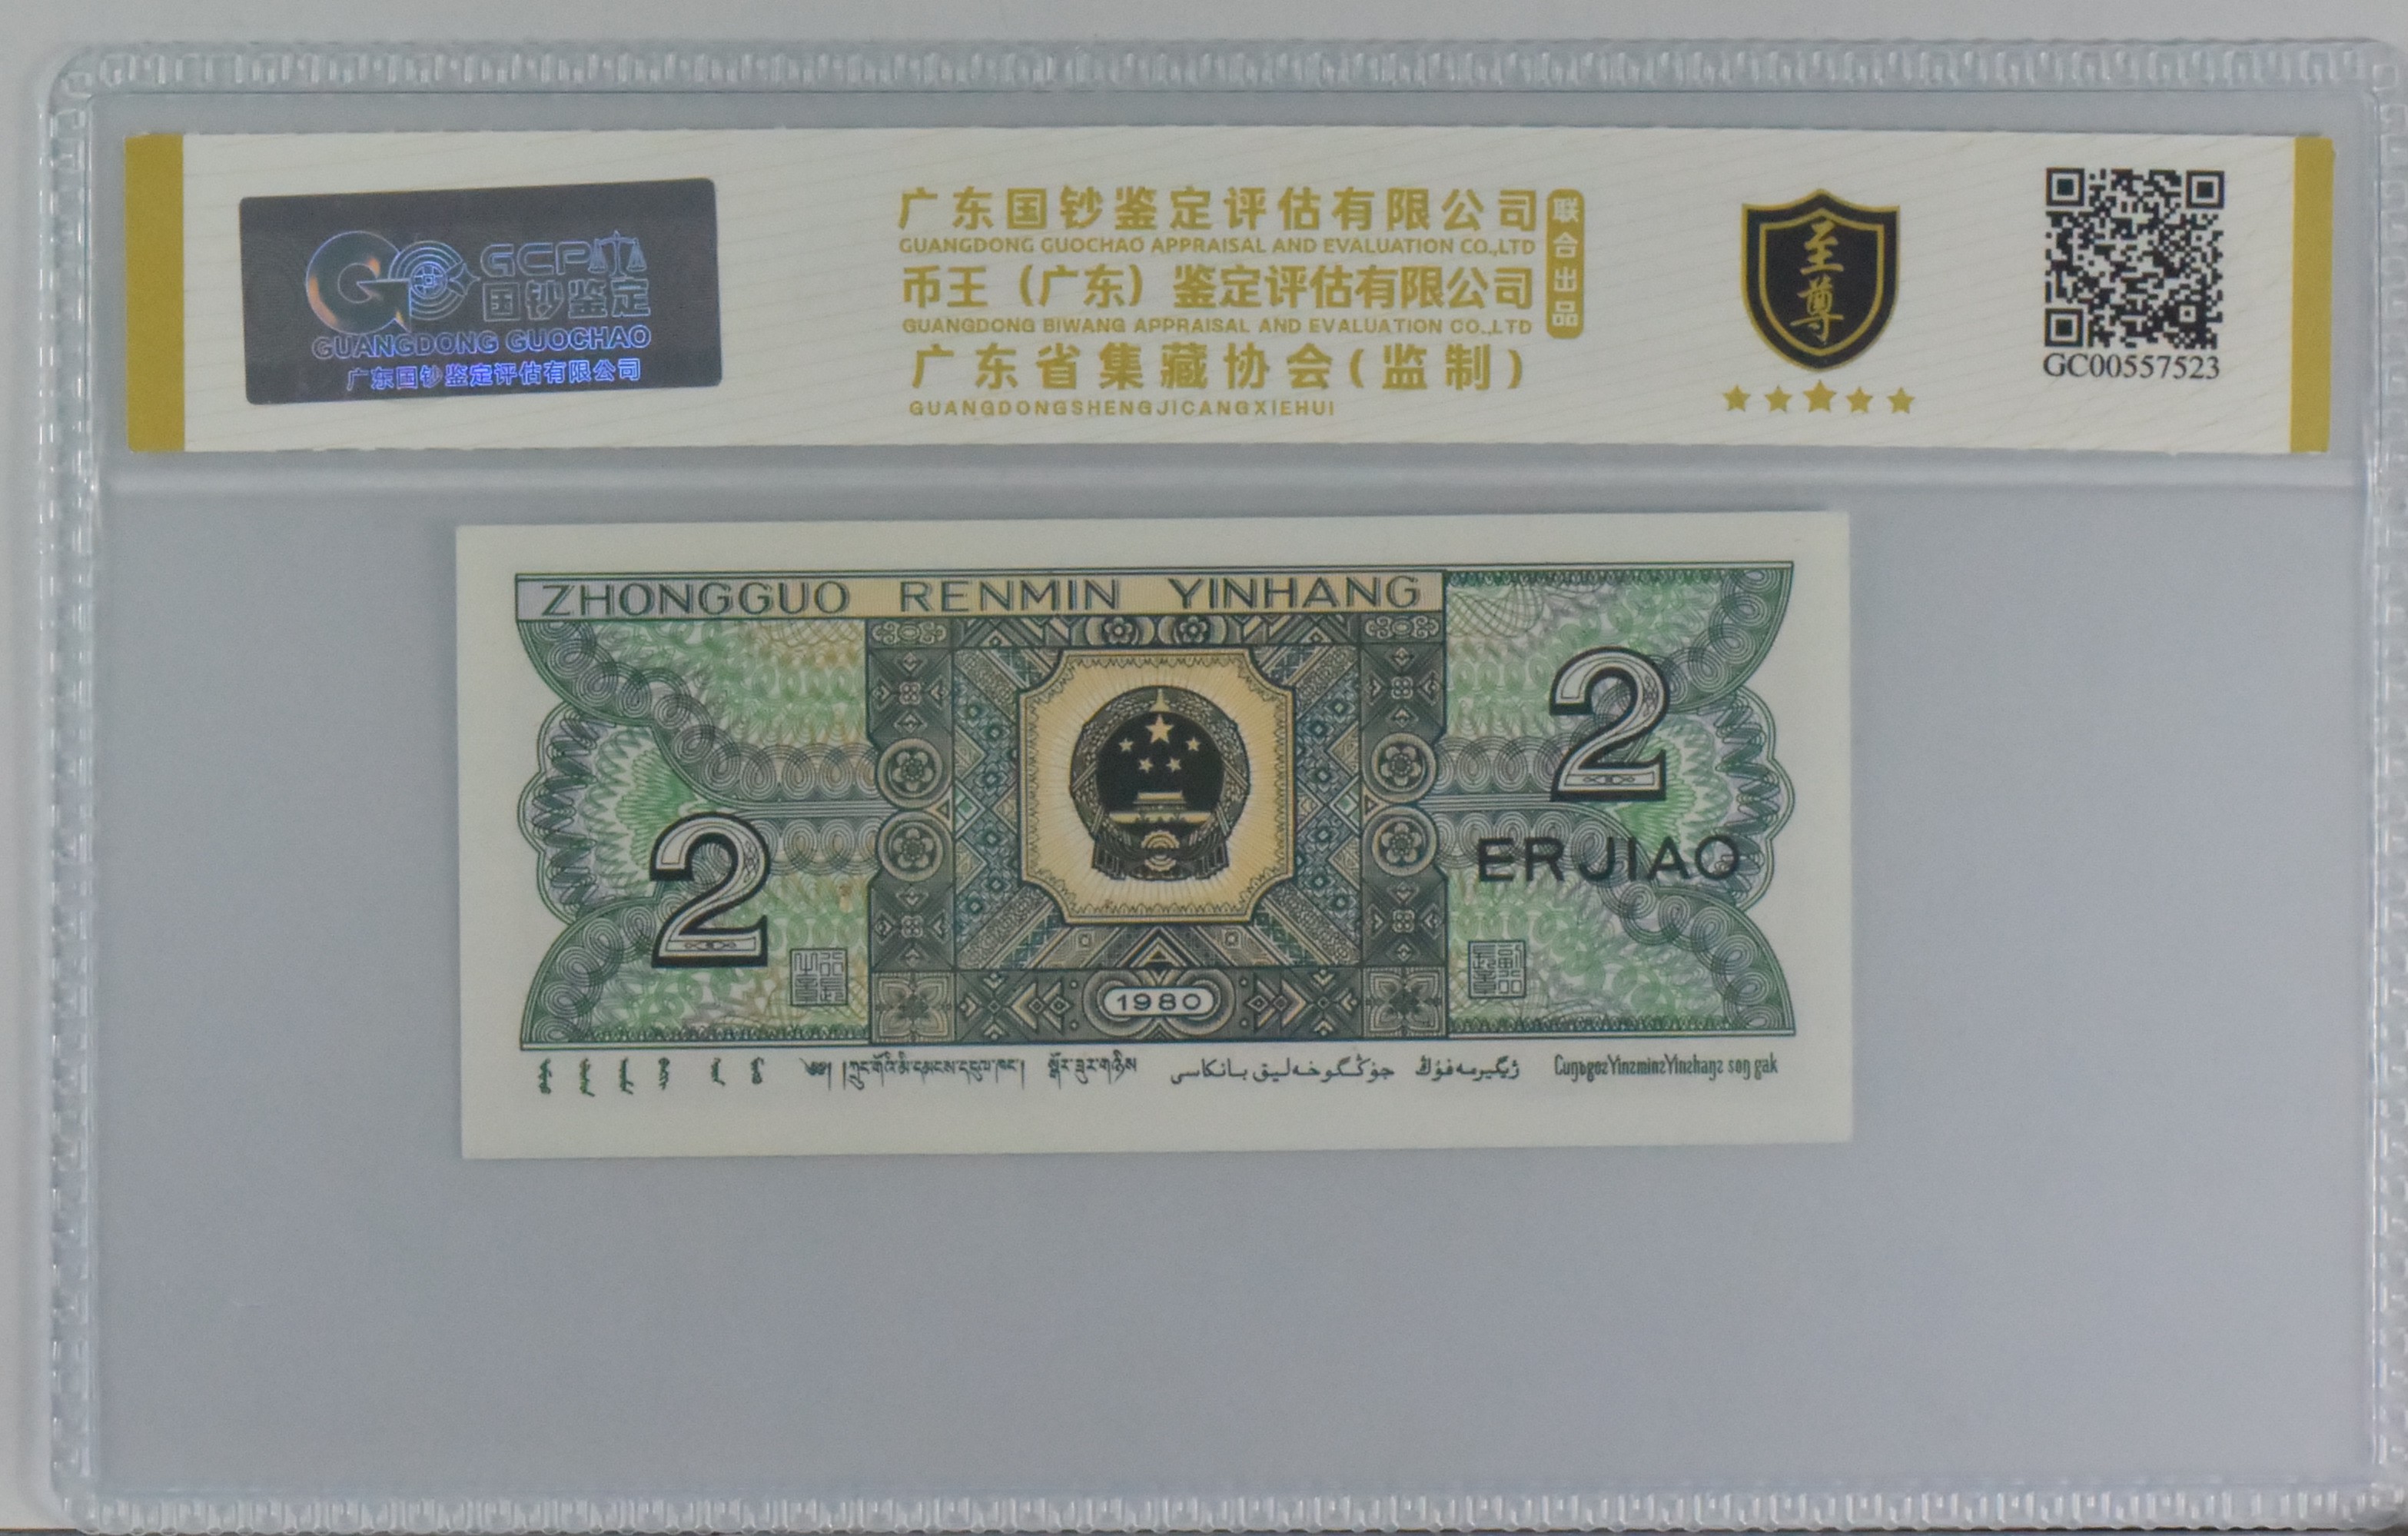 GCP
国钞鉴定
GUANGDONG GUOCHAO
广东国钞鉴定评估有限公司
广东国钞鉴定评估有限公司
GUANGDONG GUOCHAO APPRAISAL AND EVALUATION CO.,LTD
币王（广东）鉴定评估有限公司
GUANGDONG BIWANG APPRAISAL AND EVALUATION CO.,LTD
广东省集藏协会(监制)
GUANGDONGSHENGJICANGXIEHUI
联合出品
至尊
GC00557523
ZHONGGUO RENMIN YINHANG
2
ERJIAO
2
1980